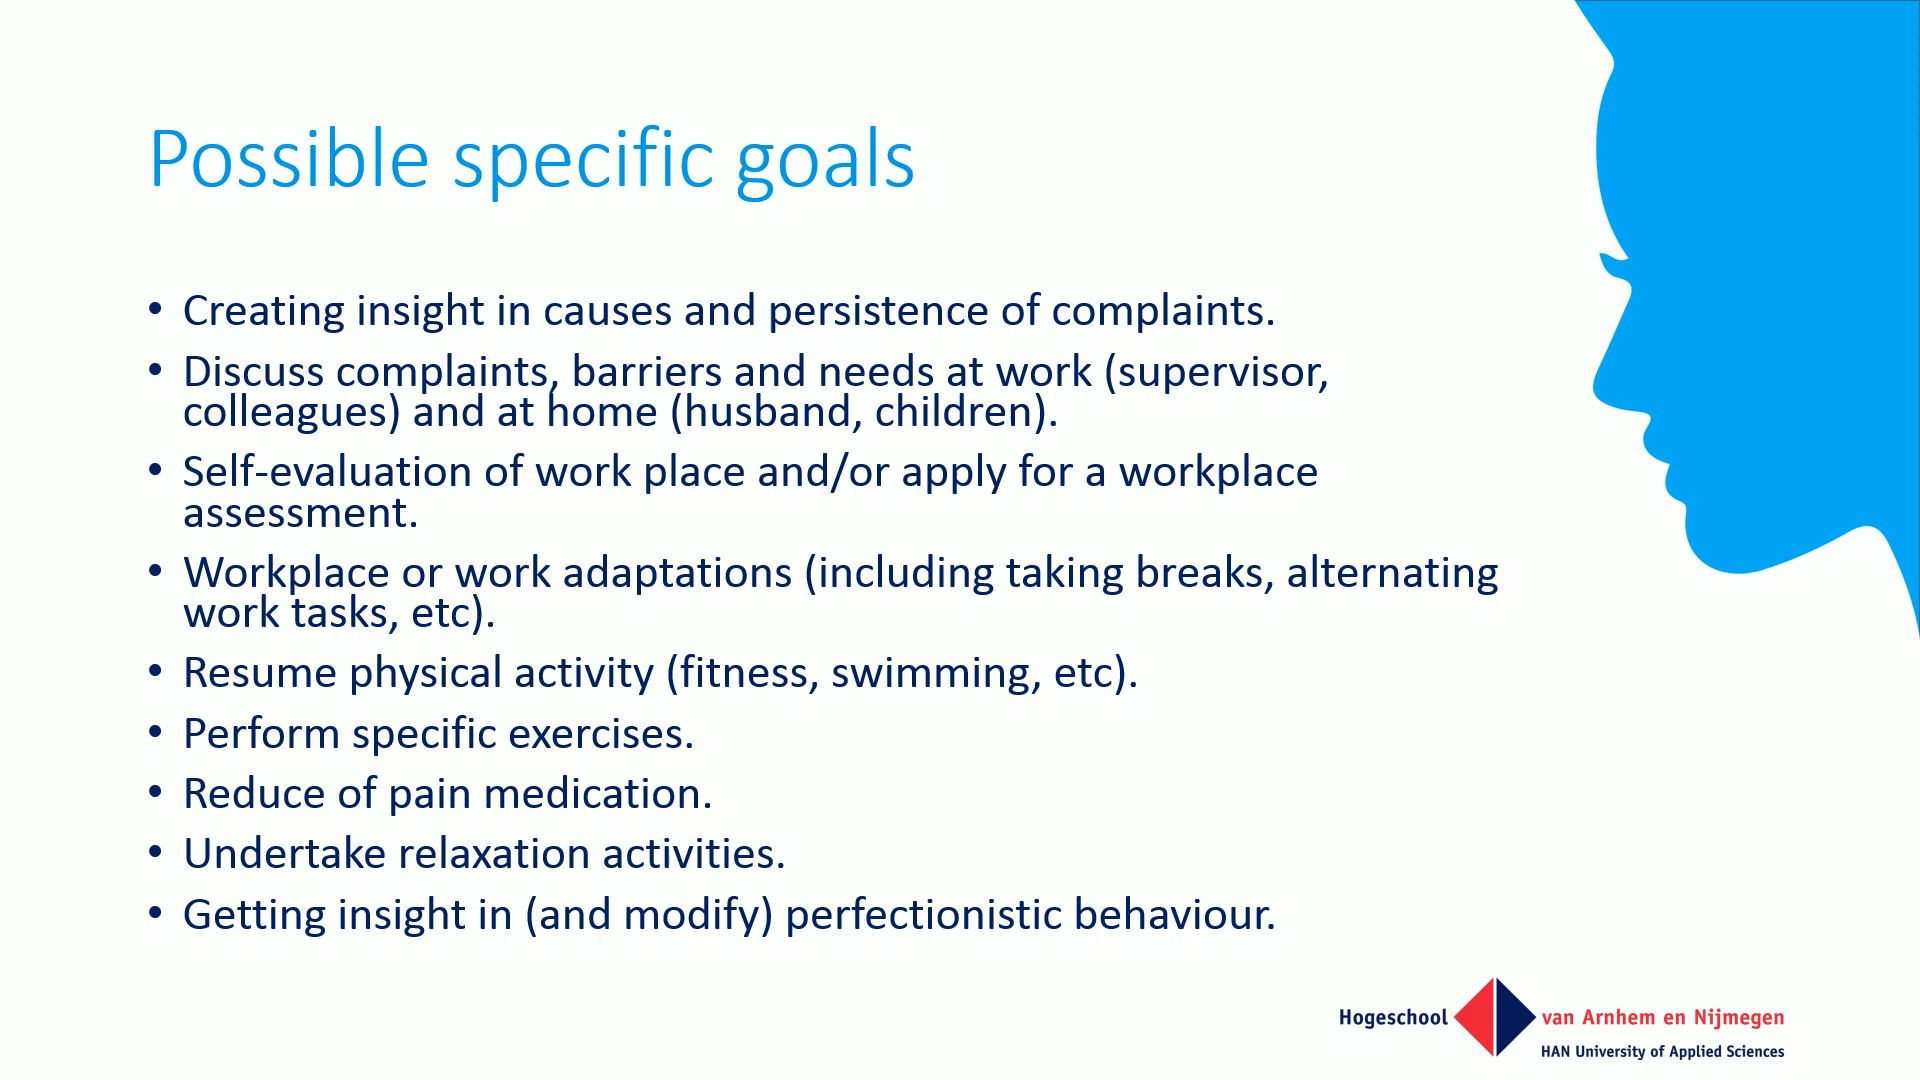 Possible specific goals
• Creating insight in causes and persistence of complaints.
• Discuss complaints, barriers and needs at work (supervisor,
colleagues) and at home (husband, children).
• Self-evaluation of work place and/or apply for a workplace
assessment.
• Workplace or work adaptations (including taking breaks, alternating
work tasks, etc).
• Resume physical activity (fitness, swimming, etc).
• Perform specific exercises.
• Reduce of pain medication.
• Undertake relaxation activities.
• Getting insight in (and modify) perfectionistic behaviour.
Hogeschool van Arnhem en Nijmegen
HAN University of Applied Sciences